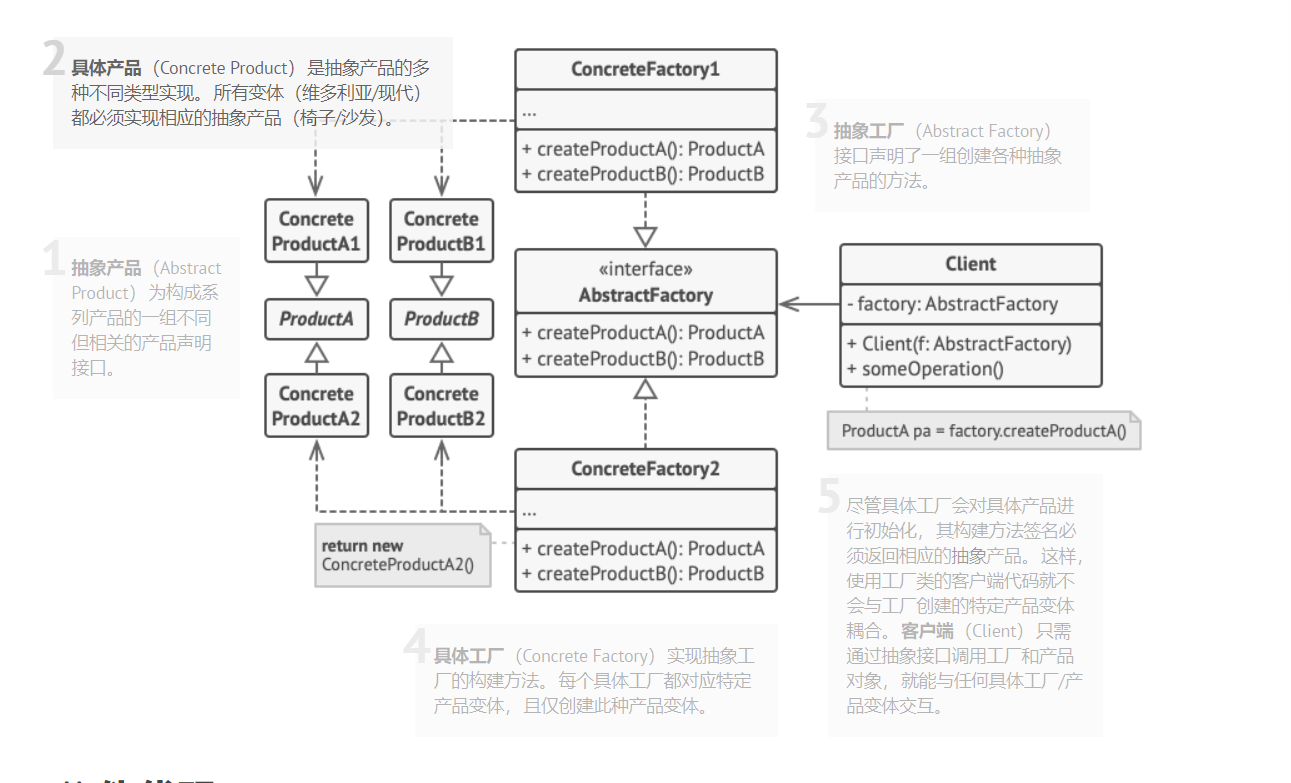 2
具体产品（Concrete Product）是抽象产品的多
种不同类型实现。所有变体（维多利亚/现代）
都必须实现相应的抽象产品（椅子/沙发）。
ConcreteFactory1
...
+ createProductA(): ProductA
+ createProductB(): ProductB
3
抽象工厂（Abstract Factory）
接口声明了一组创建各种抽象
产品的方法。
Concrete
ProductA1
Concrete
ProductB1
1
抽象产品（Abstract
Product）为构成系
列产品的一组不同
但相关的产品声明
接口。
ProductA
ProductB
«interface»
AbstractFactory
+ createProductA(): ProductA
+ createProductB(): ProductB
Client
- factory: AbstractFactory
+ Client(f: AbstractFactory)
+ someOperation()
Concrete
ProductA2
Concrete
ProductB2
ProductA pa = factory.createProductA()
ConcreteFactory2
...
+ createProductA(): ProductA
+ createProductB(): ProductB
return new
ConcreteProductA2()
5
尽管具体工厂会对具体产品进
行初始化，其构建方法签名必
须返回相应的抽象产品。这样，
使用工厂类的客户端代码就不
会与工厂创建的特定产品变体
耦合。客户端（Client）只需
通过抽象接口调用工厂和产品
对象，就能与任何具体工厂/产
品变体交互。
4
具体工厂（Concrete Factory）实现抽象工
厂的构建方法。每个具体工厂都对应特定
产品变体，且仅创建此种产品变体。